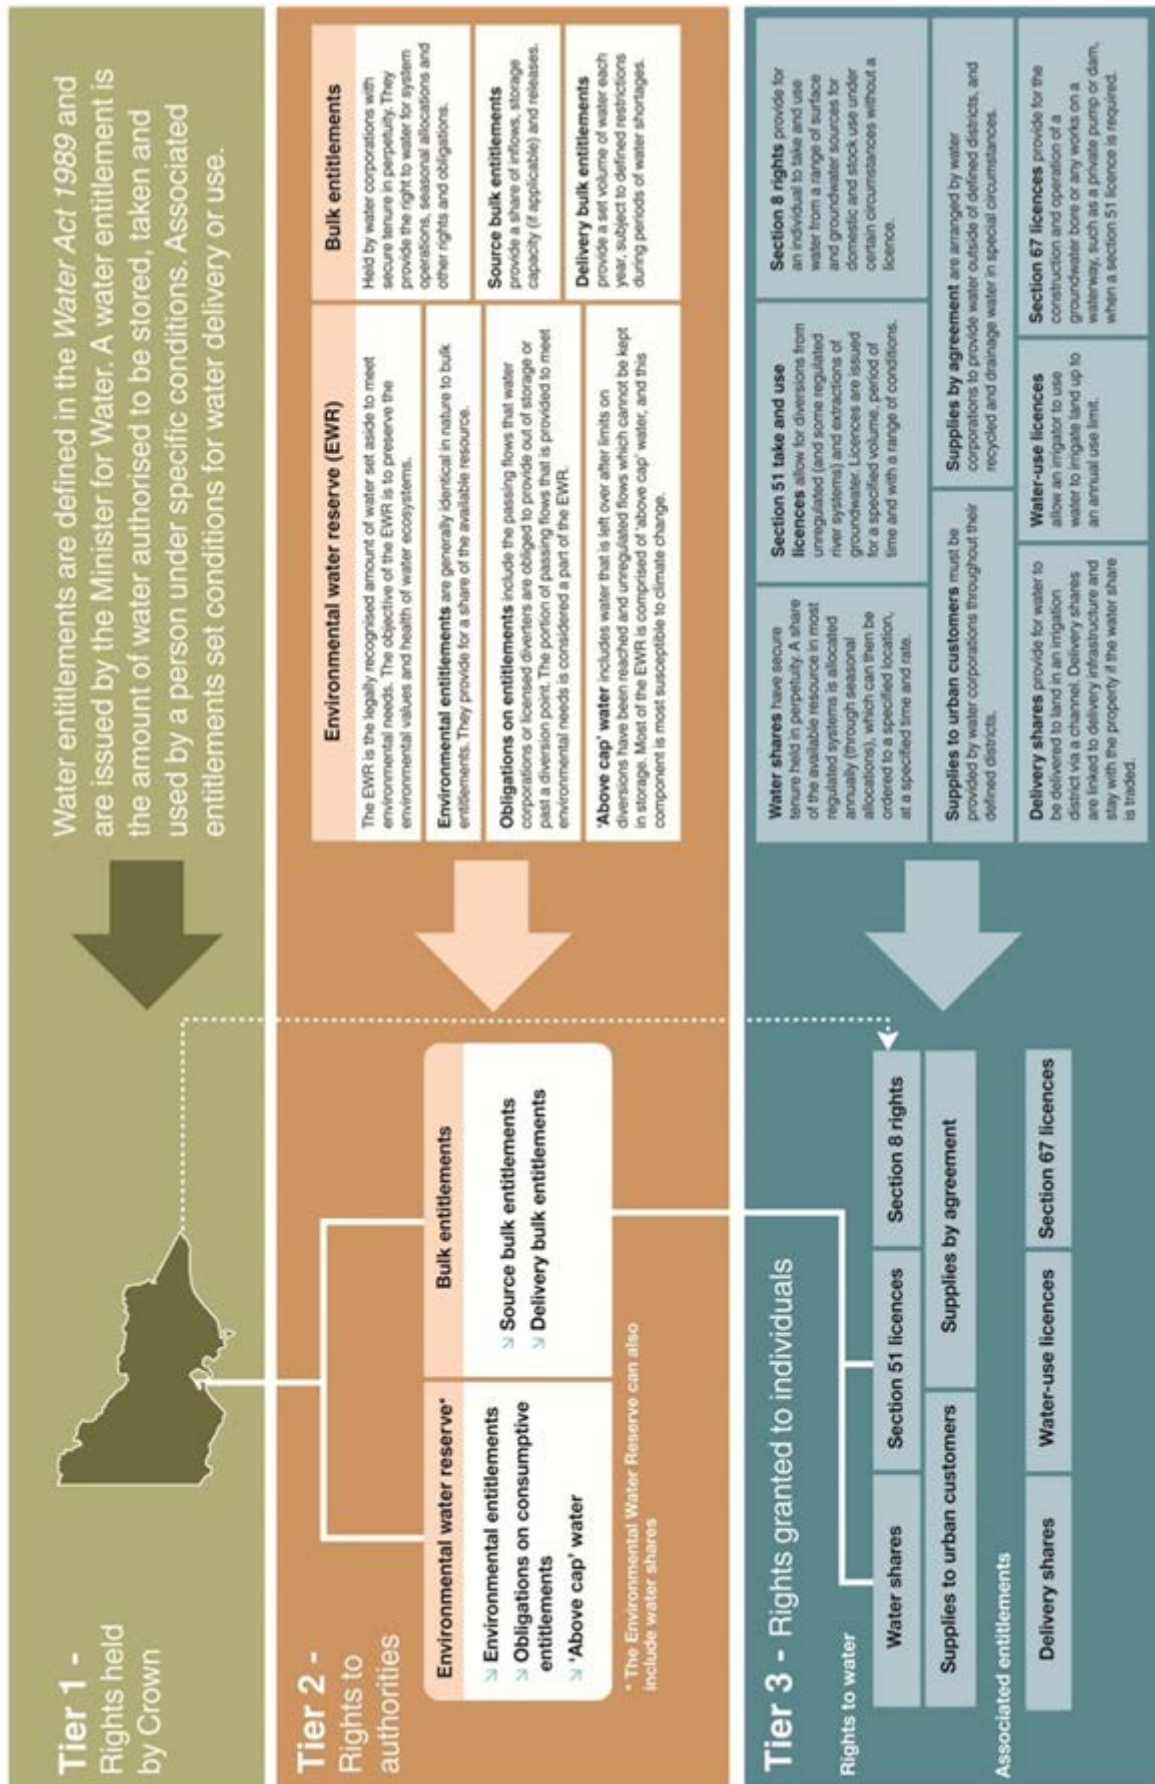 Tier 1 -
Rights held
by Crown
Water entitlements are defined in the Water Act 1989 and
are issued by the Minister for Water. A water entitlement is
the amount of water authorised to be stored, taken and
used by a person under specific conditions. Associated
entitlements set conditions for water delivery or use.
Tier 2 -
Rights to
authorities
Environmental water reserve*
↘ Environmental entitlements
↘ Obligations on consumptive
entitlements
↘ 'Above cap' water
Bulk entitlements
↘ Source bulk entitlements
↘ Delivery bulk entitlements
* The Environmental Water Reserve can also
include water shares
Environmental water reserve (EWR)
The EWR is the legally recognised amount of water set aside to meet
environmental needs. The objective of the EWR is to preserve the
environmental values and health of water ecosystems.
Environmental entitlements are generally identical in nature to bulk
entitlements. They provide for a share of the available resource.
Obligations on entitlements include the passing flows that water
corporations or licensed diverters are obliged to provide out of storage or
past a diversion point. The portion of passing flows that is provided to meet
environmental needs is considered a part of the EWR.
'Above cap' water includes water that is left over after limits on
diversions have been reached and unregulated flows which cannot be kept
in storage. Most of the EWR is comprised of 'above cap' water, and this
component is most susceptible to climate change.
Bulk entitlements
Held by water corporations with
secure tenure in perpetuity. They
provide the right to water for system
operations, seasonal allocations and
other rights and obligations.
Source bulk entitlements
provide a share of inflows, storage
capacity (if applicable) and releases.
Delivery bulk entitlements
provide a set volume of water each
year, subject to defined restrictions
during periods of water shortages.
Tier 3 - Rights granted to individuals
Rights to water
Water shares
Section 51 licences
Section 8 rights
Supplies to urban customers
Supplies by agreement
Associated entitlements
Delivery shares
Water-use licences
Section 67 licences
Water shares have secure
tenure held in perpetuity. A share
of the available resource in most
regulated systems is allocated
annually (through seasonal
allocations), which can then be
ordered to a specified location,
at a specified time and rate.
Section 51 take and use
licences allow for diversions from
unregulated (and some regulated
river systems) and extractions of
groundwater. Licences are issued
for a specified volume, period of
time and with a range of conditions.
Section 8 rights provide for
an individual to take and use
water from a range of surface
and groundwater sources for
domestic and stock use under
certain circumstances without a
licence.
Supplies to urban customers must be
provided by water corporations throughout their
defined districts.
Supplies by agreement are arranged by water
corporations to provide water outside of defined districts, and
recycled and drainage water in special circumstances.
Delivery shares provide for water to
be delivered to land in an irrigation
district via a channel. Delivery shares
are linked to delivery infrastructure and
stay with the property if the water share
is traded.
Water-use licences
allow an irrigator to use
water to irrigate land up to
an annual use limit.
Section 67 licences provide for the
construction and operation of a
groundwater bore or any works on a
waterway, such as a private pump or dam,
when a section 51 licence is required.